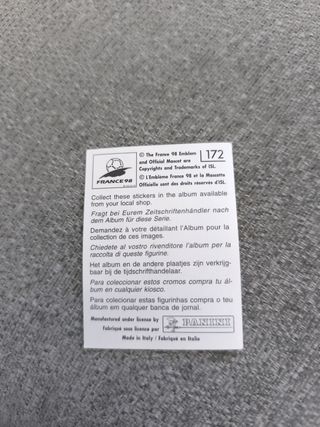 © The France 98 Emblem
and Official Mascot are
Copyrights and Trademarks of ISL.
© L'Emblème France 98 et la Mascotte
Officielle sont des droits réservés d'ISL.
172
FRANCE 98
Collect these stickers in the album available
from your local shop.
Fragt bei Eurem Zeitschriftenhändler nach
dem Album für diese Serie.
Demandez à votre détaillant l'Album pour la
collection de ces images.
Chiedete al vostro rivenditore l'album per la
raccolta di queste figurine.
Het album en de andere plaatjes zijn verkrijg-
baar bij de tijdschrifthandelaar.
Para coleccionar estos cromos compra tu ál-
bum en cualquier kiosco.
Para colecionar estas figurinhas compra o teu
álbum em qualquer banca de jornal.
Manufactured under license by
Fabriqué sous licence par
PANINI
Made in Italy / Fabriqué en Italie